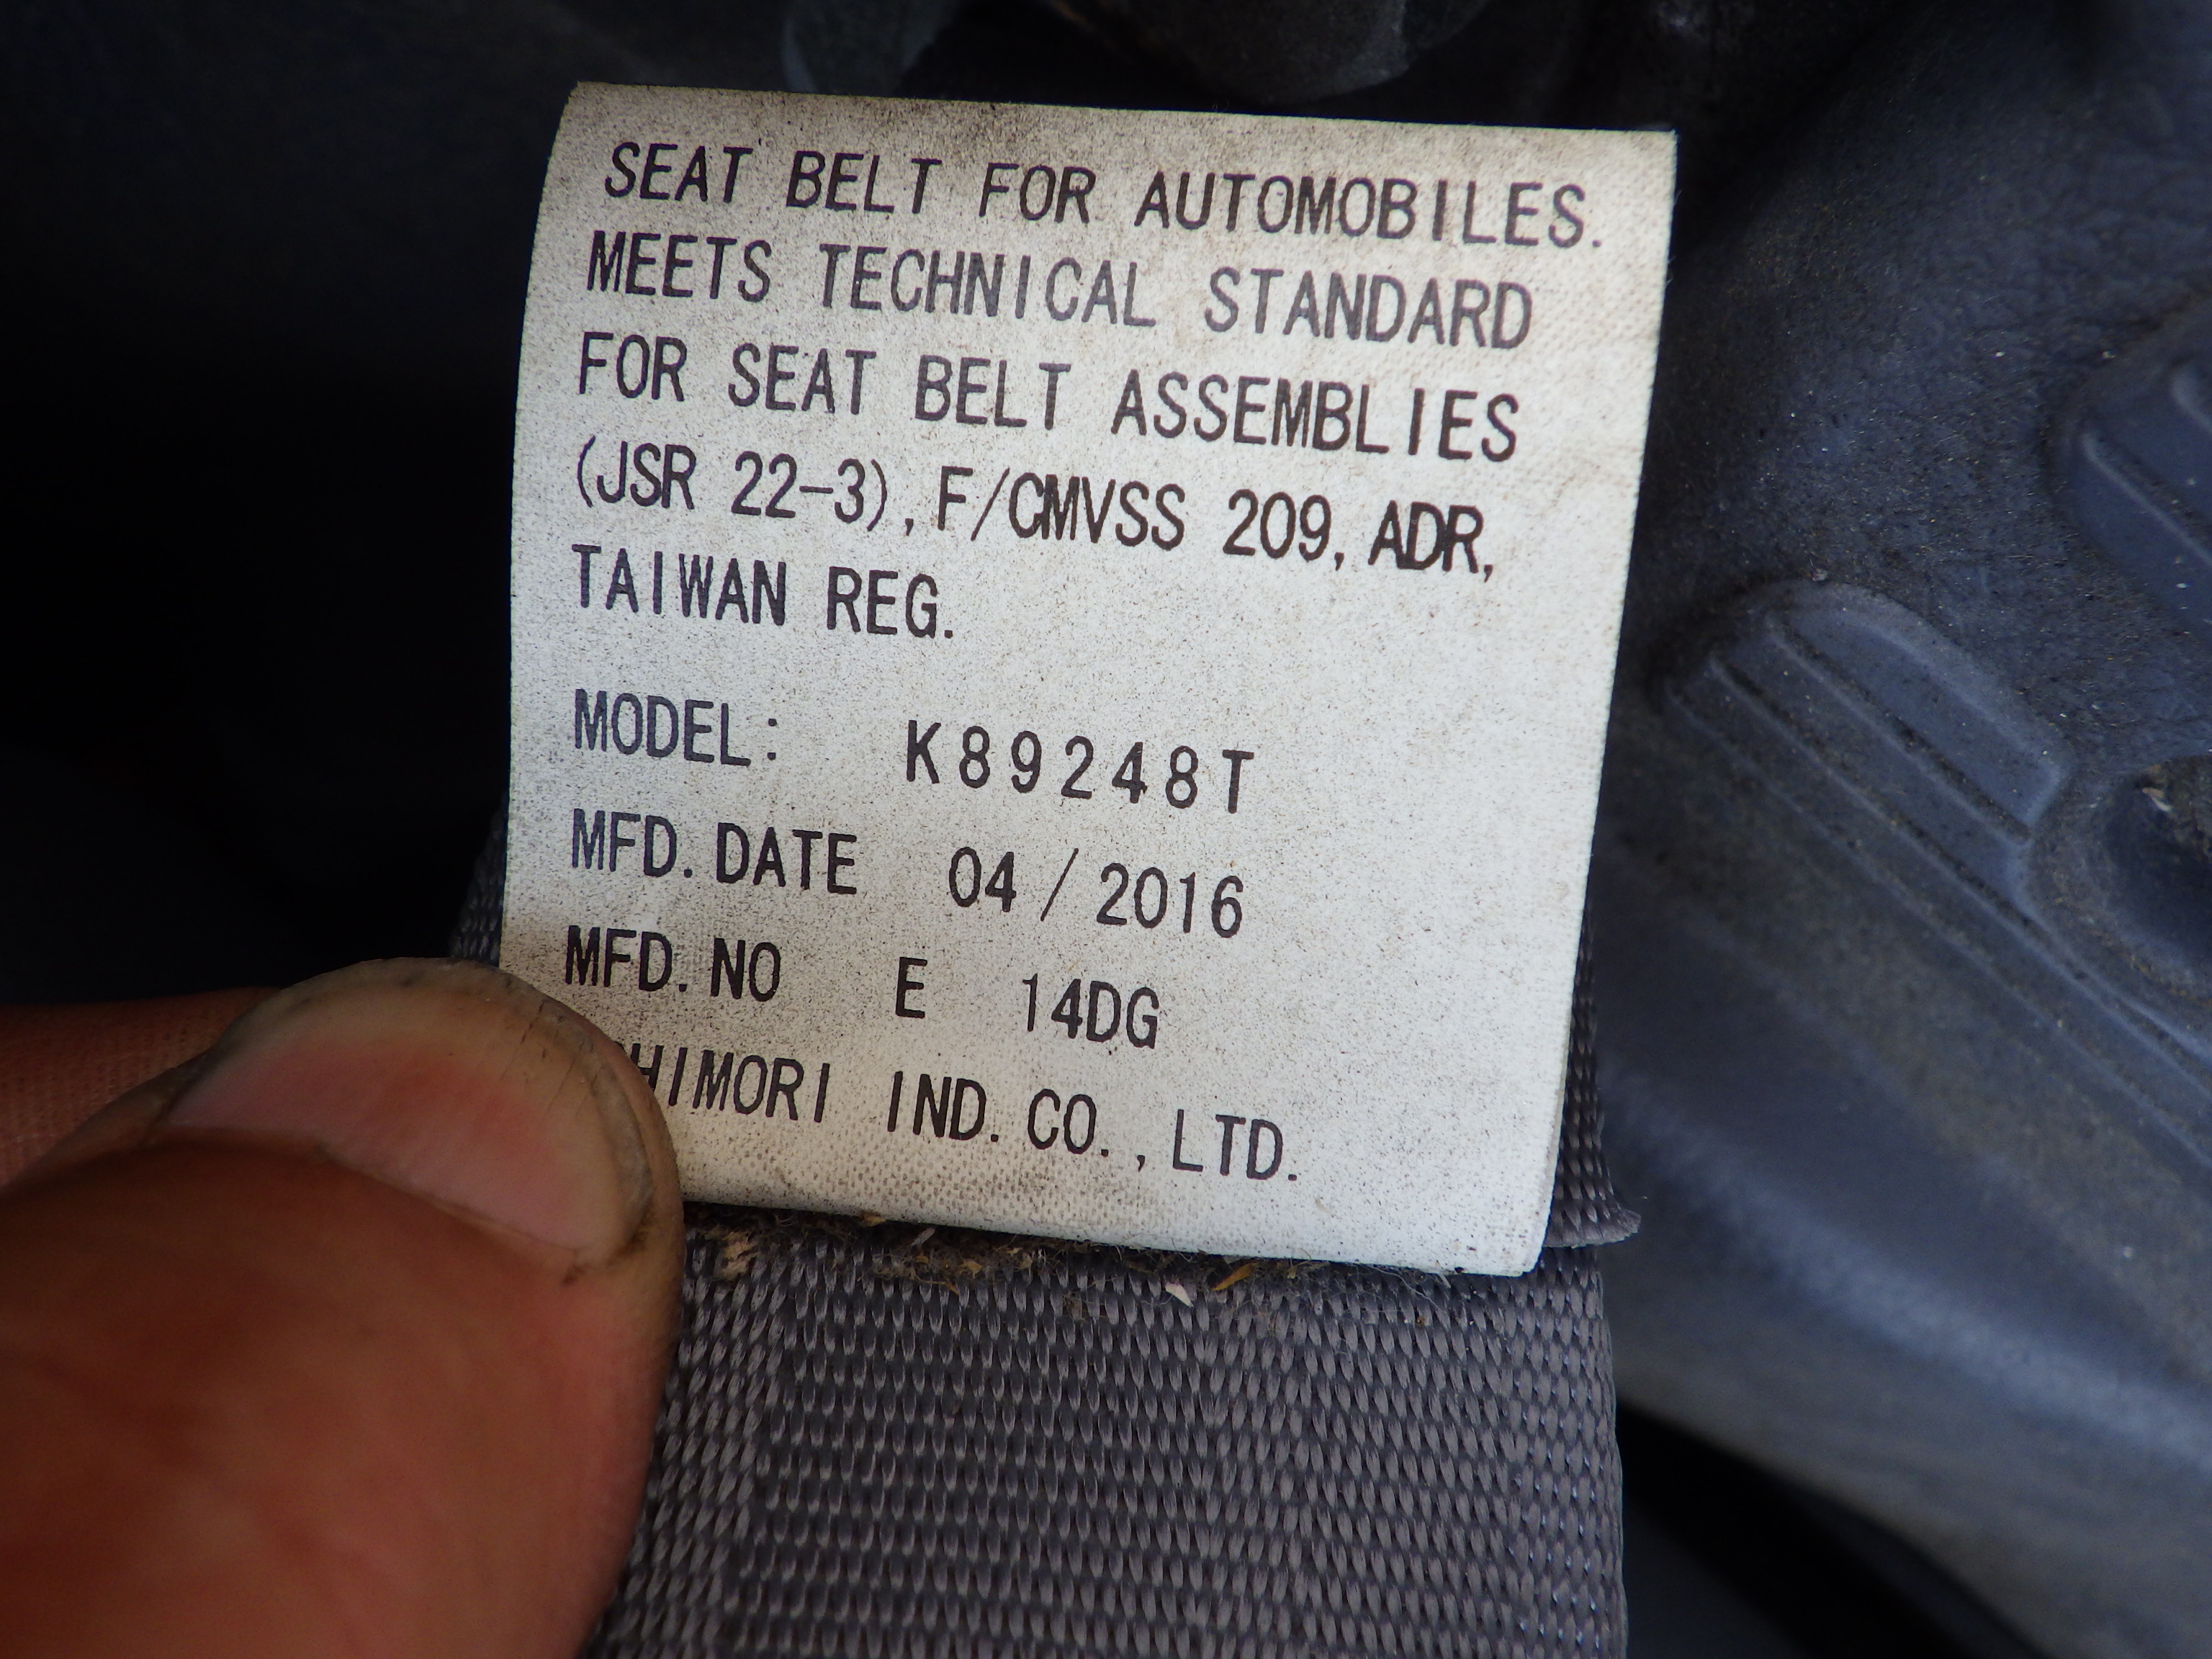 SEAT BELT FOR AUTOMOBILES.
MEETS TECHNICAL STANDARD
FOR SEAT BELT ASSEMBLIES
(JSR 22-3), F/CMVSS 209, ADR,
TAIWAN REG.
MODEL: K89248T
MFD. DATE 04 / 2016
MFD. NO E 14DG
IND. CO., LTD.